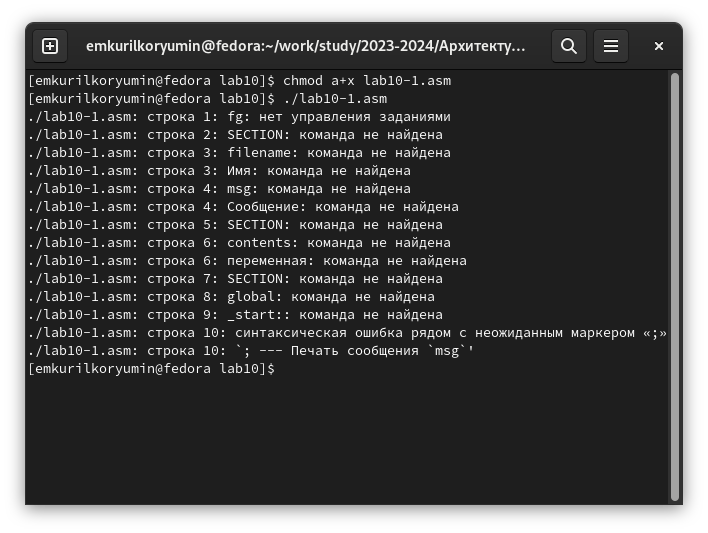 emkurilkoryumin@fedora:~/work/study/2023-2024/Архитекту...
[emkurilkoryumin@fedora lab10]$ chmod a+x lab10-1.asm
[emkurilkoryumin@fedora lab10]$ ./lab10-1.asm
./lab10-1.asm: строка 1: fg: нет управления заданиями
./lab10-1.asm: строка 2: SECTION: команда не найдена
./lab10-1.asm: строка 3: filename: команда не найдена
./lab10-1.asm: строка 3: Имя: команда не найдена
./lab10-1.asm: строка 4: msg: команда не найдена
./lab10-1.asm: строка 4: Сообщение: команда не найдена
./lab10-1.asm: строка 5: SECTION: команда не найдена
./lab10-1.asm: строка 6: contents: команда не найдена
./lab10-1.asm: строка 6: переменная: команда не найдена
./lab10-1.asm: строка 7: SECTION: команда не найдена
./lab10-1.asm: строка 8: global: команда не найдена
./lab10-1.asm: строка 9: _start:: команда не найдена
./lab10-1.asm: строка 10: синтаксическая ошибка рядом с неожиданным маркером «;»
./lab10-1.asm: строка 10: `; --- Печать сообщения `msg`'
[emkurilkoryumin@fedora lab10]$